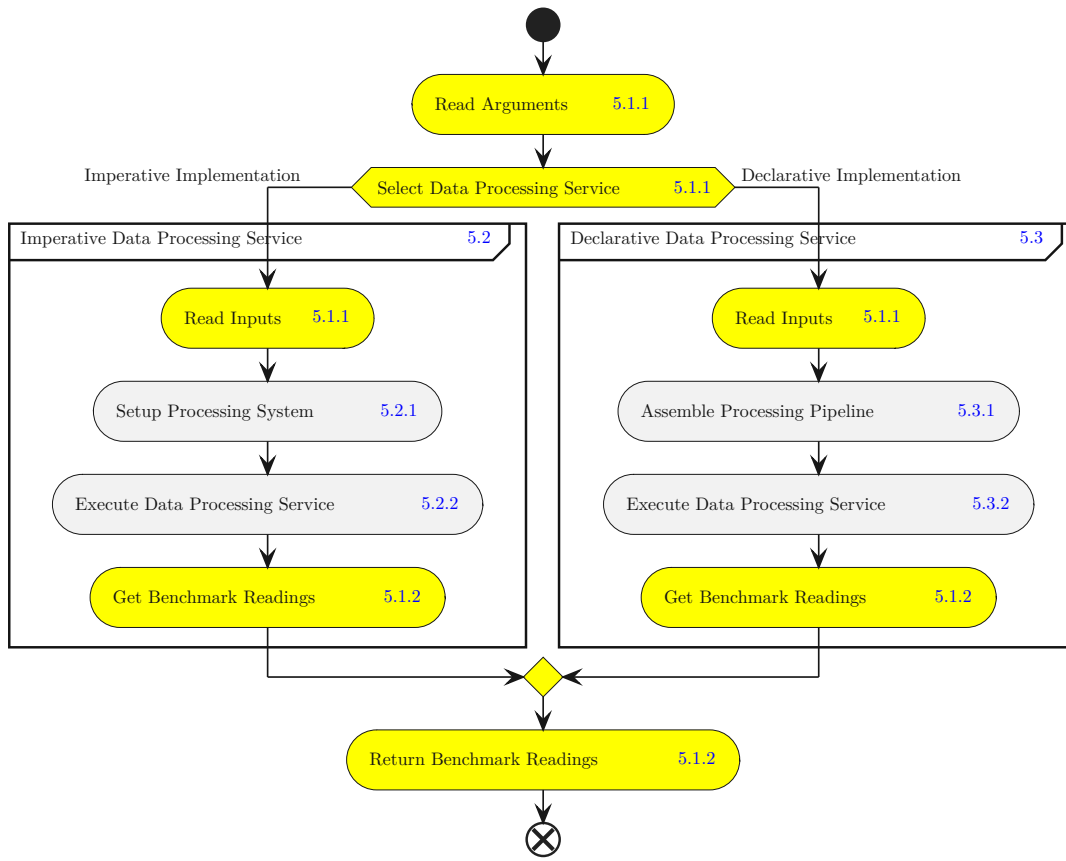 Read Arguments 5.1.1
Imperative Implementation
Select Data Processing Service 5.1.1
Declarative Implementation
Imperative Data Processing Service 5.2
Read Inputs 5.1.1
Setup Processing System 5.2.1
Execute Data Processing Service 5.2.2
Get Benchmark Readings 5.1.2
Declarative Data Processing Service 5.3
Read Inputs 5.1.1
Assemble Processing Pipeline 5.3.1
Execute Data Processing Service 5.3.2
Get Benchmark Readings 5.1.2
Return Benchmark Readings 5.1.2